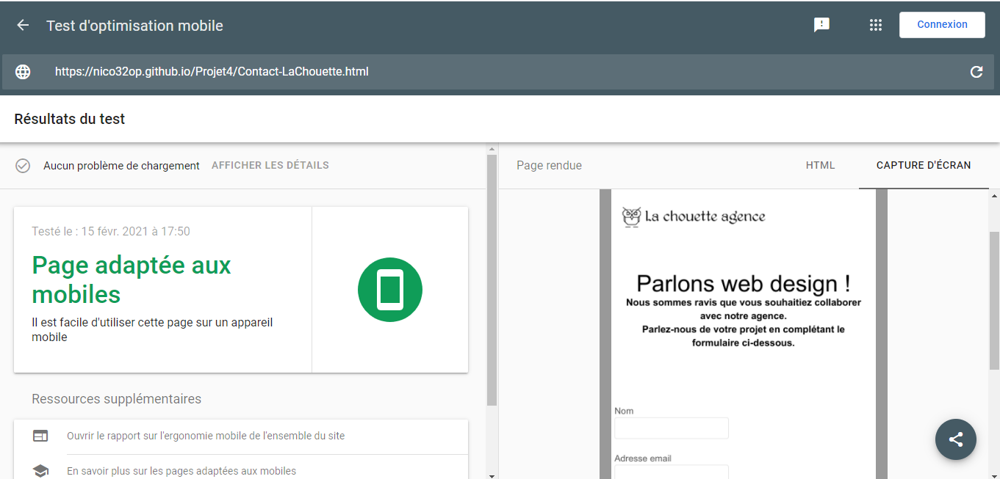 Test d'optimisation mobile
Connexion
https://nico32op.github.io/Projet4/Contact-LaChouette.html
Résultats du test
Aucun problème de chargement AFFICHER LES DÉTAILS
Testé le : 15 févr. 2021 à 17:50
Page adaptée aux
mobiles
Il est facile d'utiliser cette page sur un appareil
mobile
Ressources supplémentaires
Ouvrir le rapport sur l'ergonomie mobile de l'ensemble du site
En savoir plus sur les pages adaptées aux mobiles
Page rendue
HTML
CAPTURE D'ÉCRAN
La chouette agence
Parlons web design !
Nous sommes ravis que vous souhaitiez collaborer
avec notre agence.
Parlez-nous de votre projet en complétant le
formulaire ci-dessous.
Nom
Adresse email